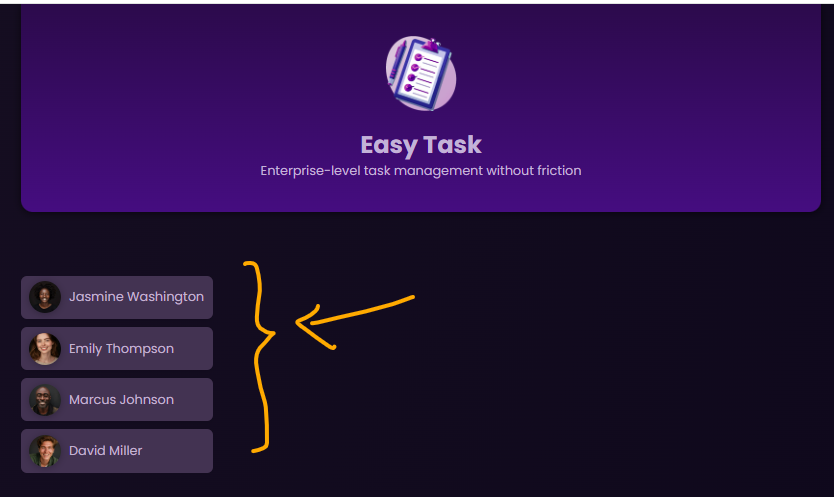 Easy Task
Enterprise-level task management without friction
Jasmine Washington
Emily Thompson
Marcus Johnson
David Miller